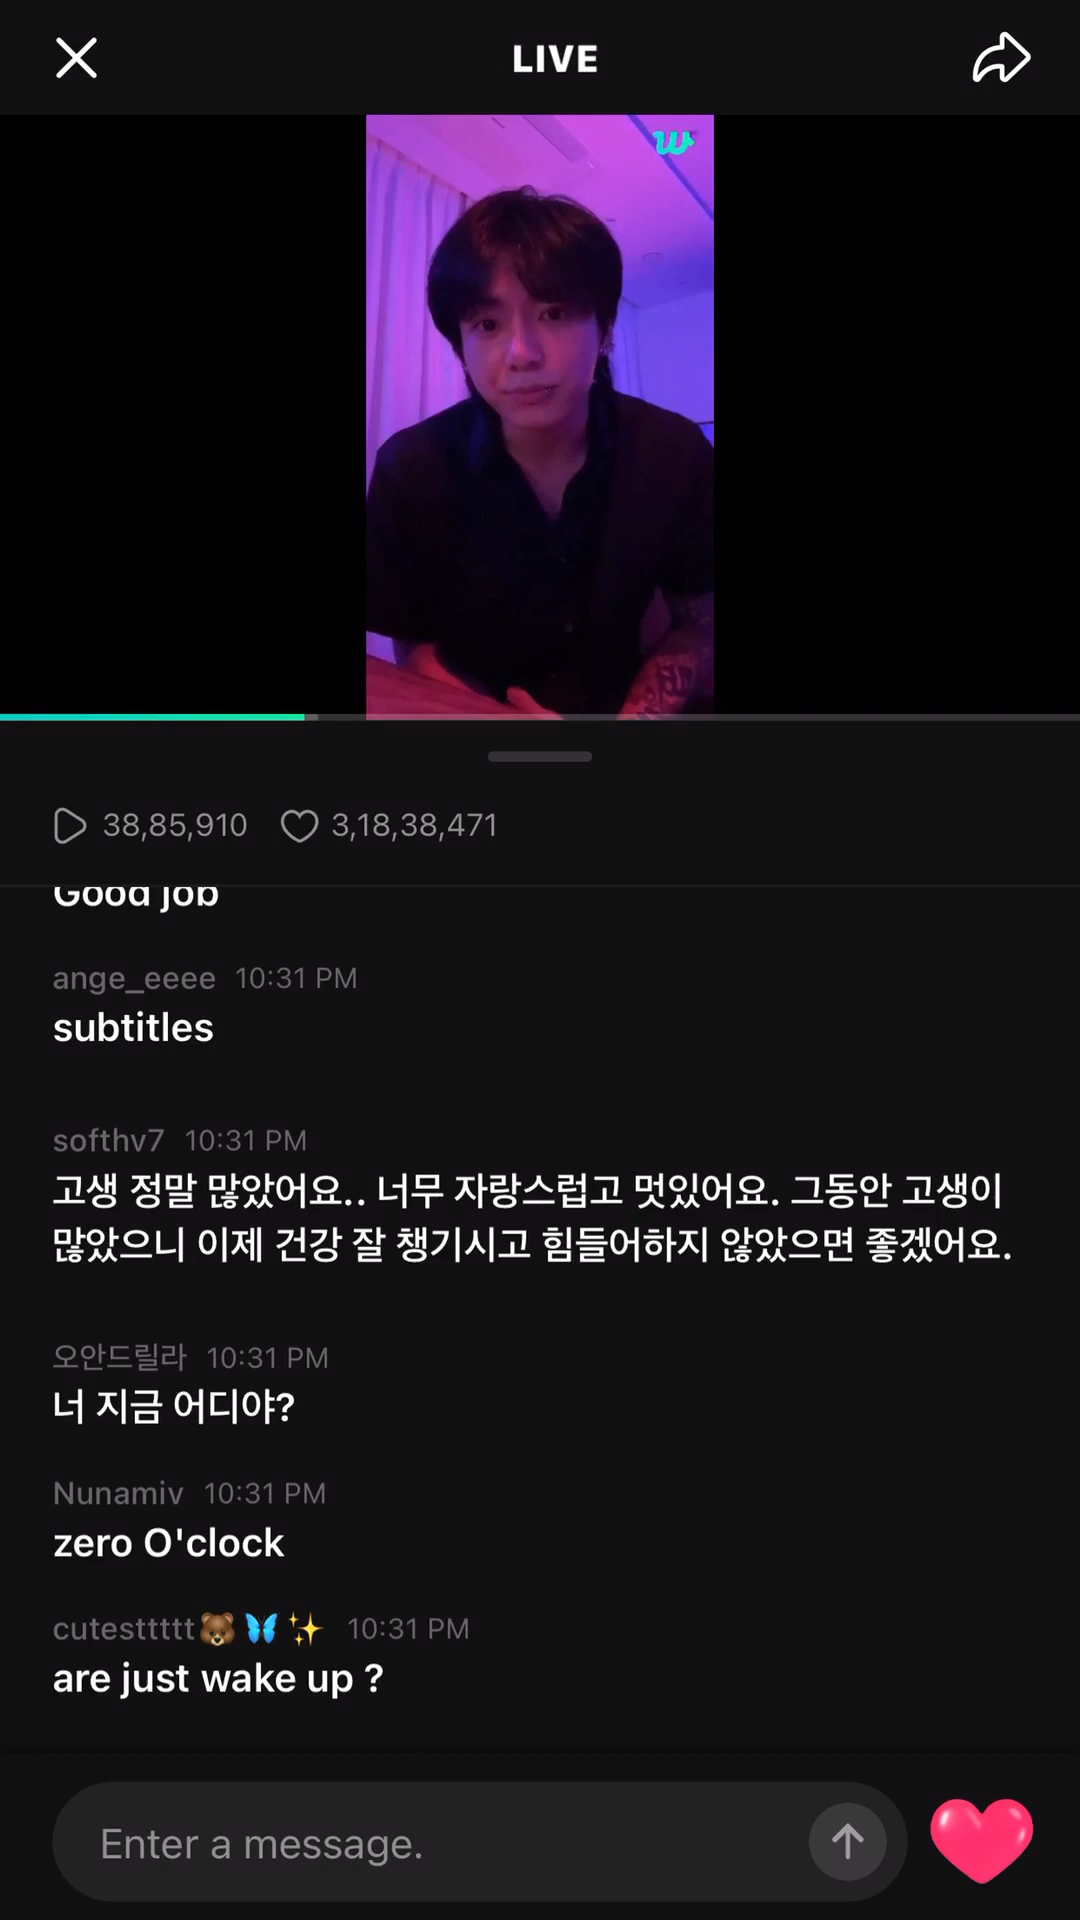 LIVE
38,85,910 3,18,38,471
Good job
ange_eeee 10:31 PM
subtitles
softhv7 10:31 PM
고생 정말 많았어요.. 너무 자랑스럽고 멋있어요. 그동안 고생이
많았으니 이제 건강 잘 챙기시고 힘들어하지 않았으면 좋겠어요.
오안드릴라 10:31 PM
너 지금 어디야?
Nunamiv 10:31 PM
zero O'clock
cutesttttt🐻🦋✨ 10:31 PM
are just wake up ?
Enter a message.